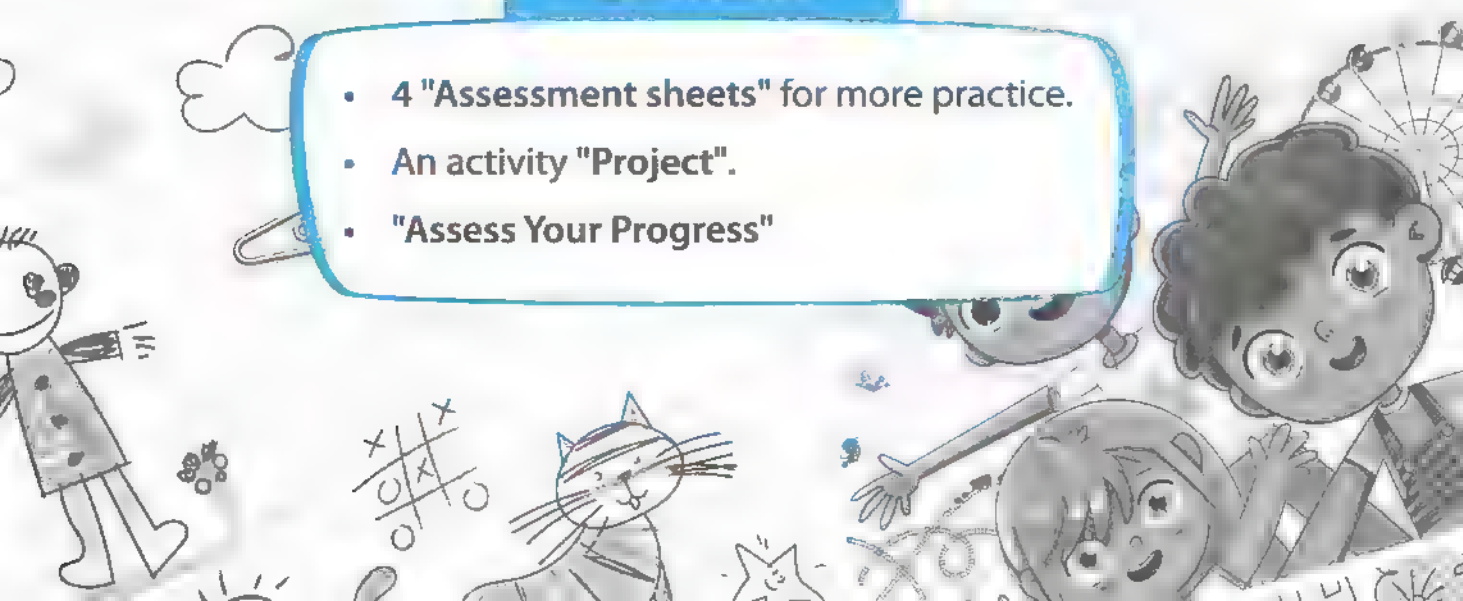 • 4 "Assessment sheets" for more practice.
• An activity "Project".
• "Assess Your Progress"